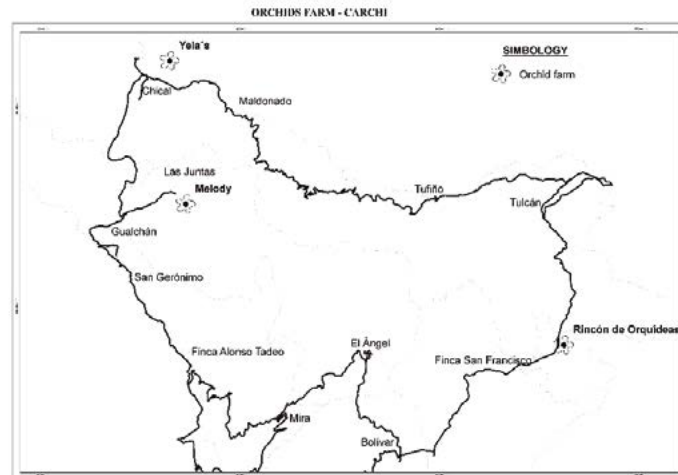 ORCHIDS FARM - CARCHI
Yela´s
SIMBOLOGY
Orchid farm
Chical
Maldonado
Las Juntas
Melody
Tufiño
Tulcán
Gualchán
San Gerónimo
Rincón de Orquídeas
El Ángel
Finca Alonso Tadeo
Finca San Francisco
Mira
Bolívar